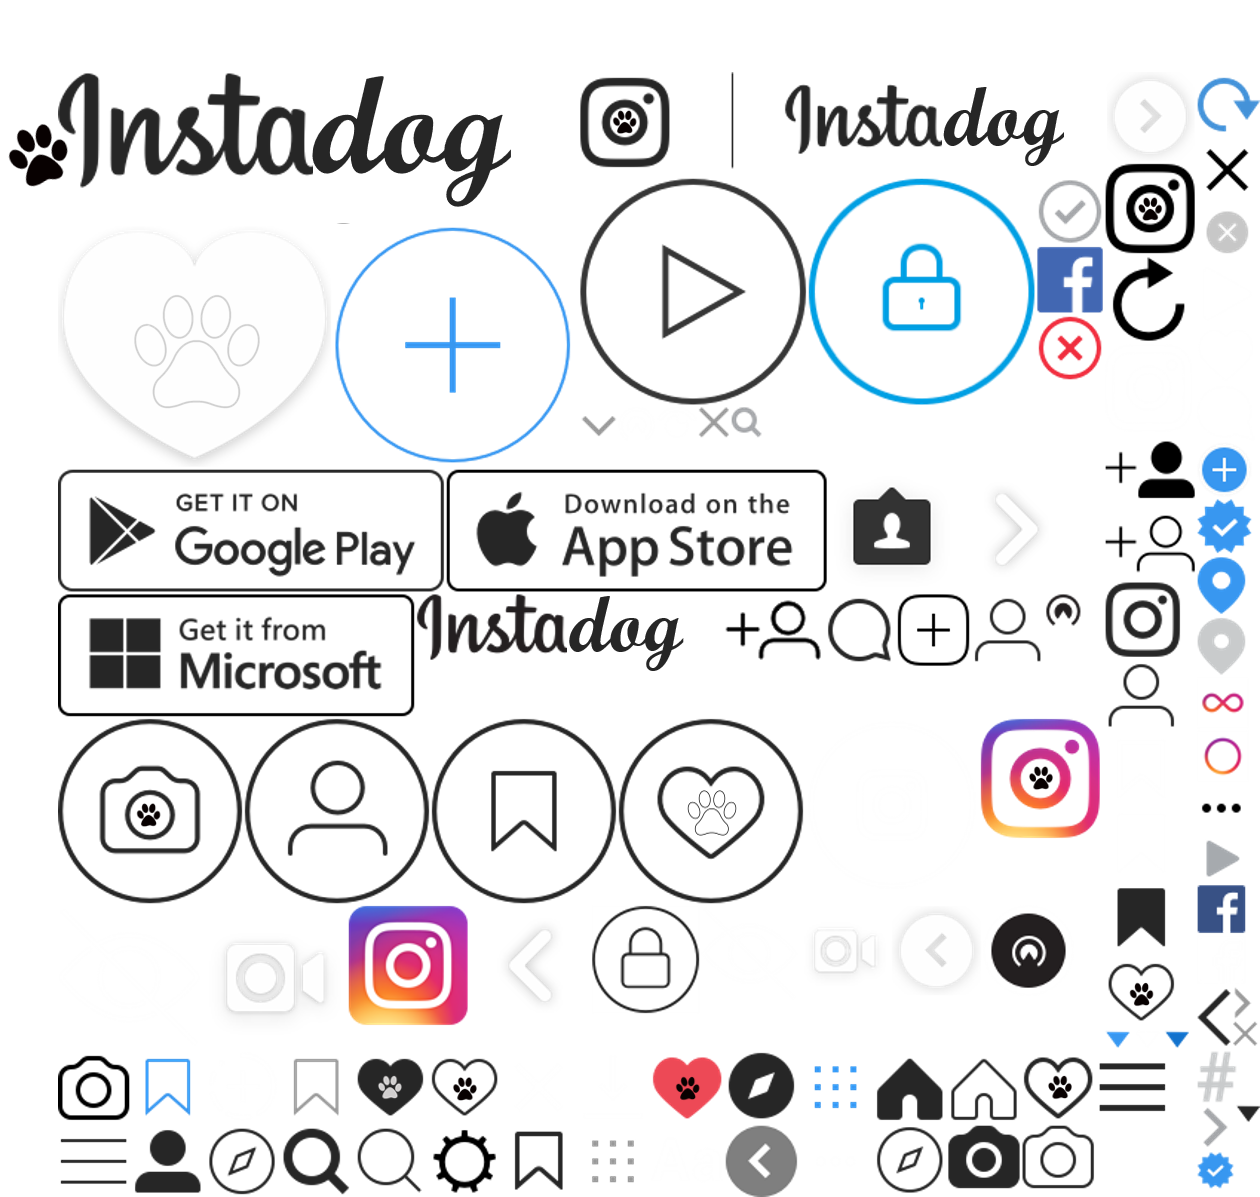 Instadog
Instadog
f
GET IT ON
Google Play
Download on the
App Store
Get it from
Microsoft
Instadog
f
#